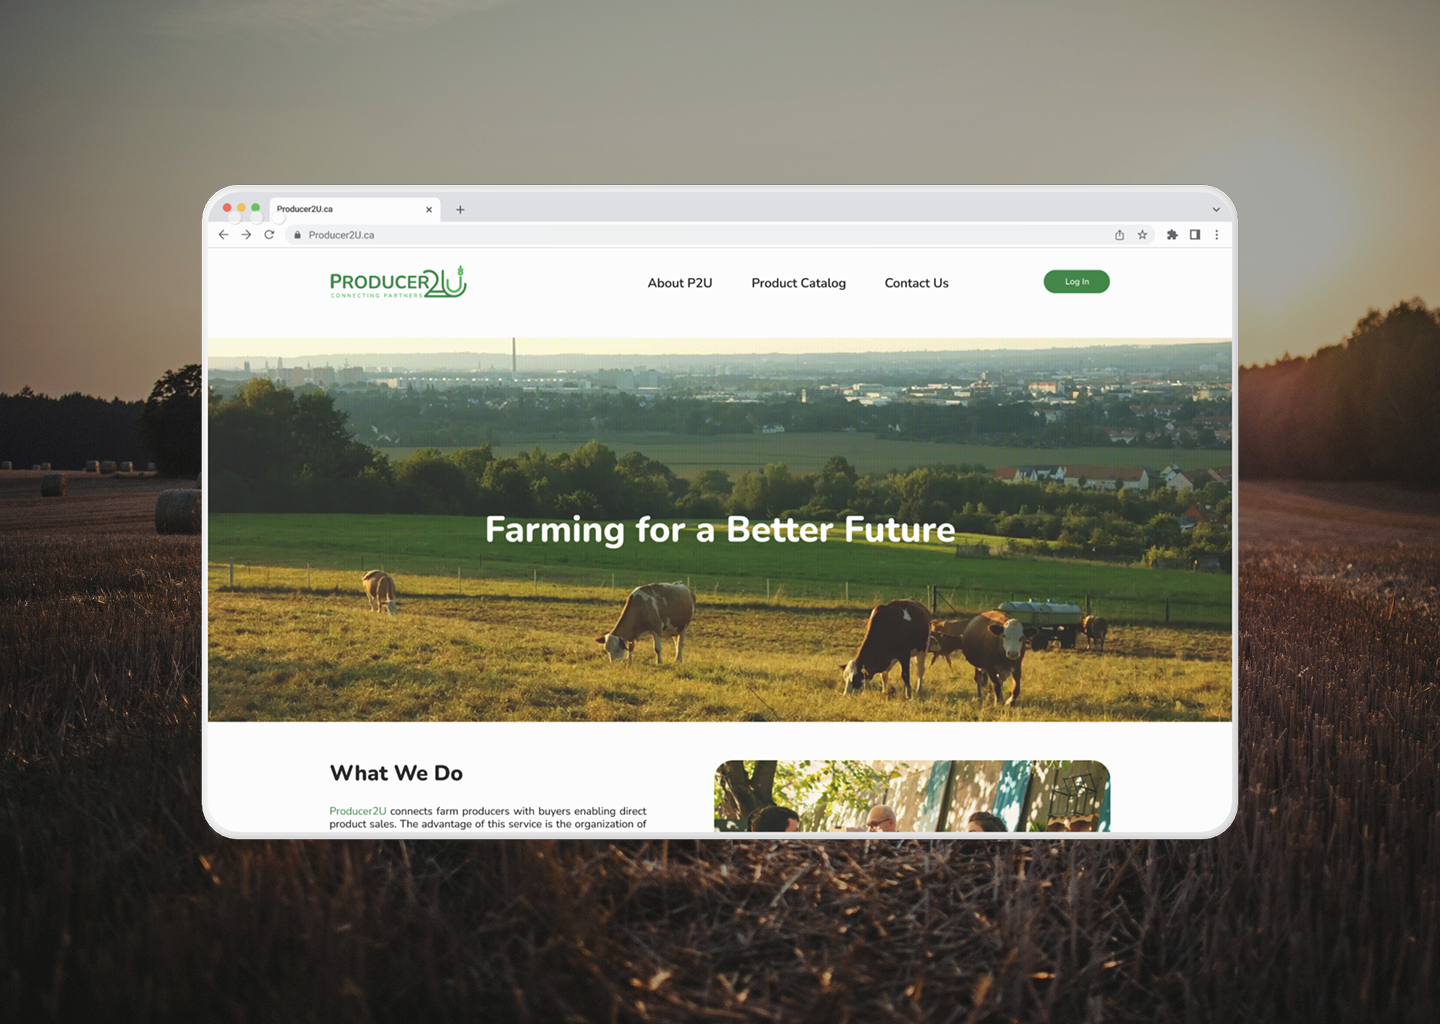 Producer2U.ca
Producer2U.ca
PRODUCER2U
CONNECTING PARTNERS
About P2U
Product Catalog
Contact Us
Log In
Farming for a Better Future
What We Do
Producer2U connects farm producers with buyers enabling direct
product sales. The advantage of this service is the organization of